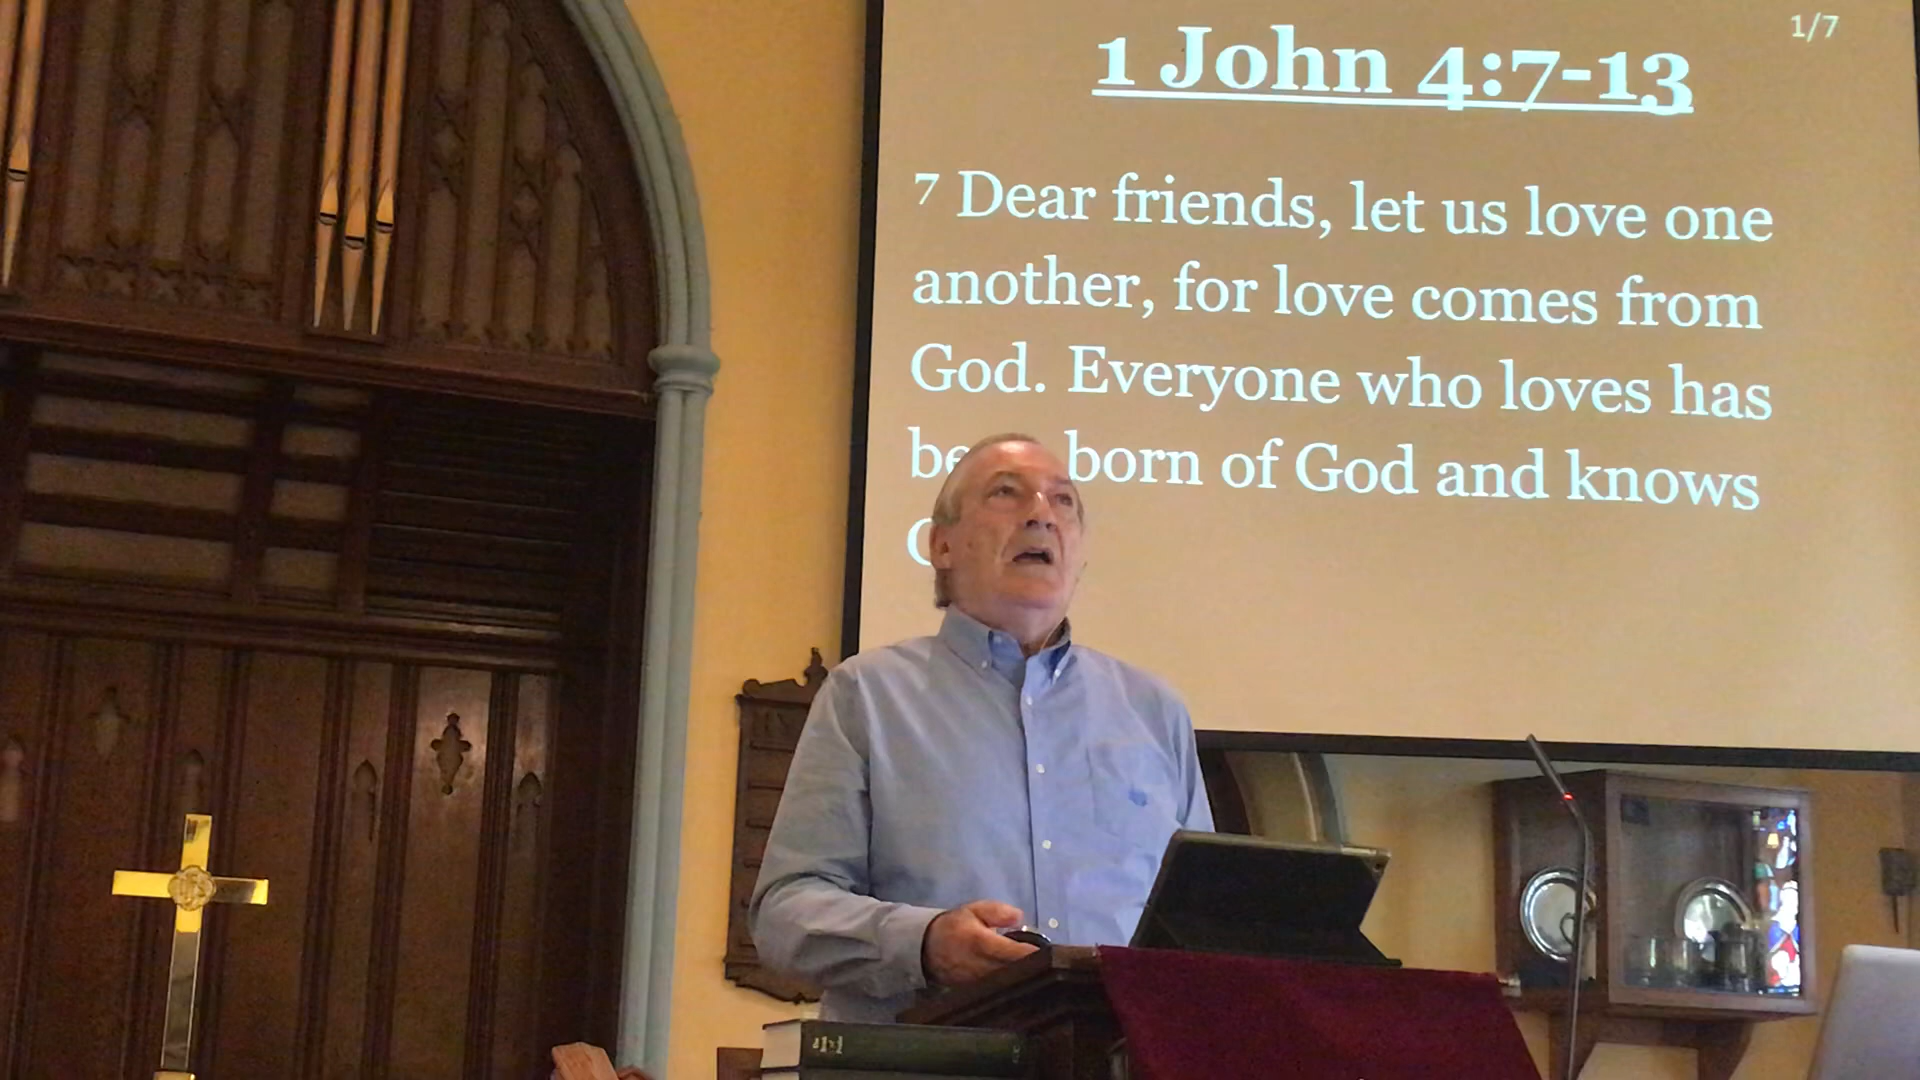 1/7
1 John 4:7-13
7 Dear friends, let us love one
another, for love comes from
God. Everyone who loves has
born of God and knows